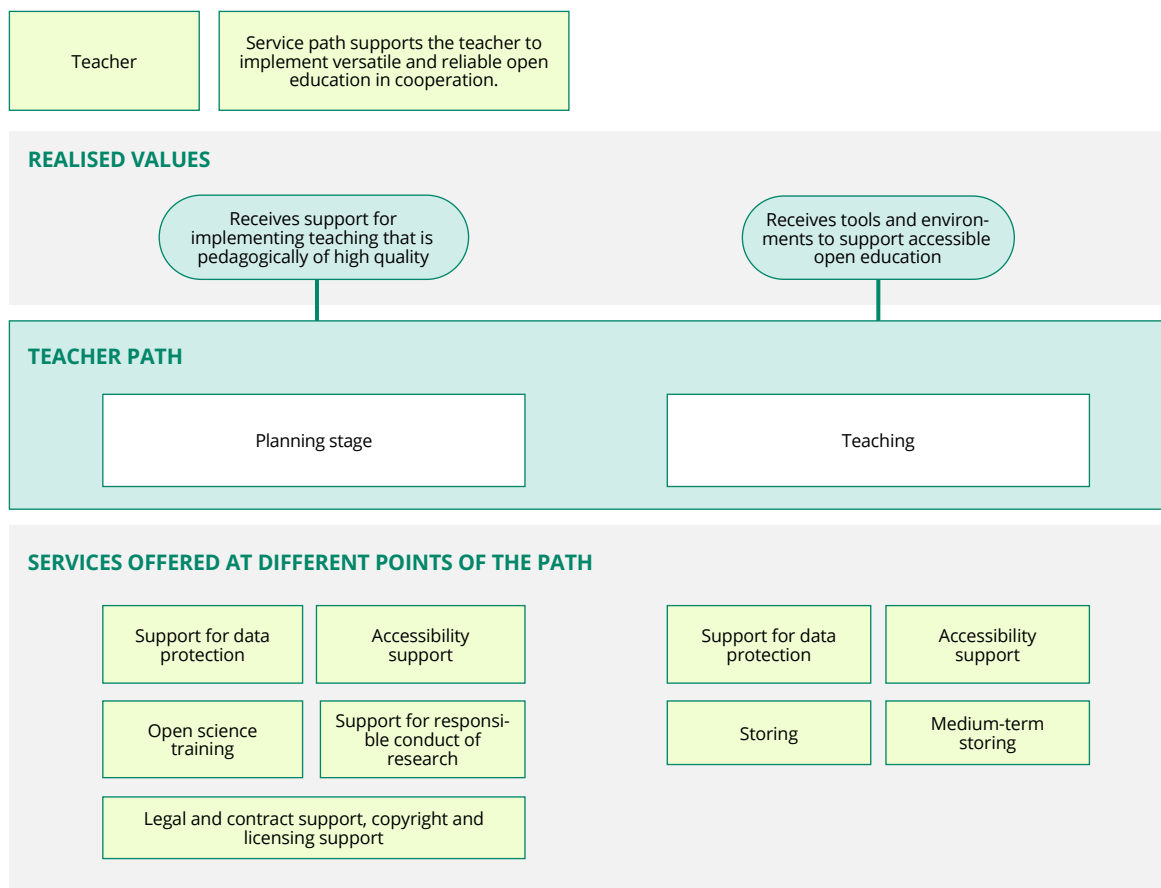 Teacher
Service path supports the teacher to
implement versatile and reliable open
education in cooperation.
REALISED VALUES
Receives support for
implementing teaching that is
pedagogically of high quality
Receives tools and environ-
ments to support accessible
open education
TEACHER PATH
Planning stage
Teaching
SERVICES OFFERED AT DIFFERENT POINTS OF THE PATH
Support for data
protection
Accessibility
support
Support for data
protection
Accessibility
support
Open science
training
Support for responsi-
ble conduct of
research
Storing
Medium-term
storing
Legal and contract support, copyright and
licensing support